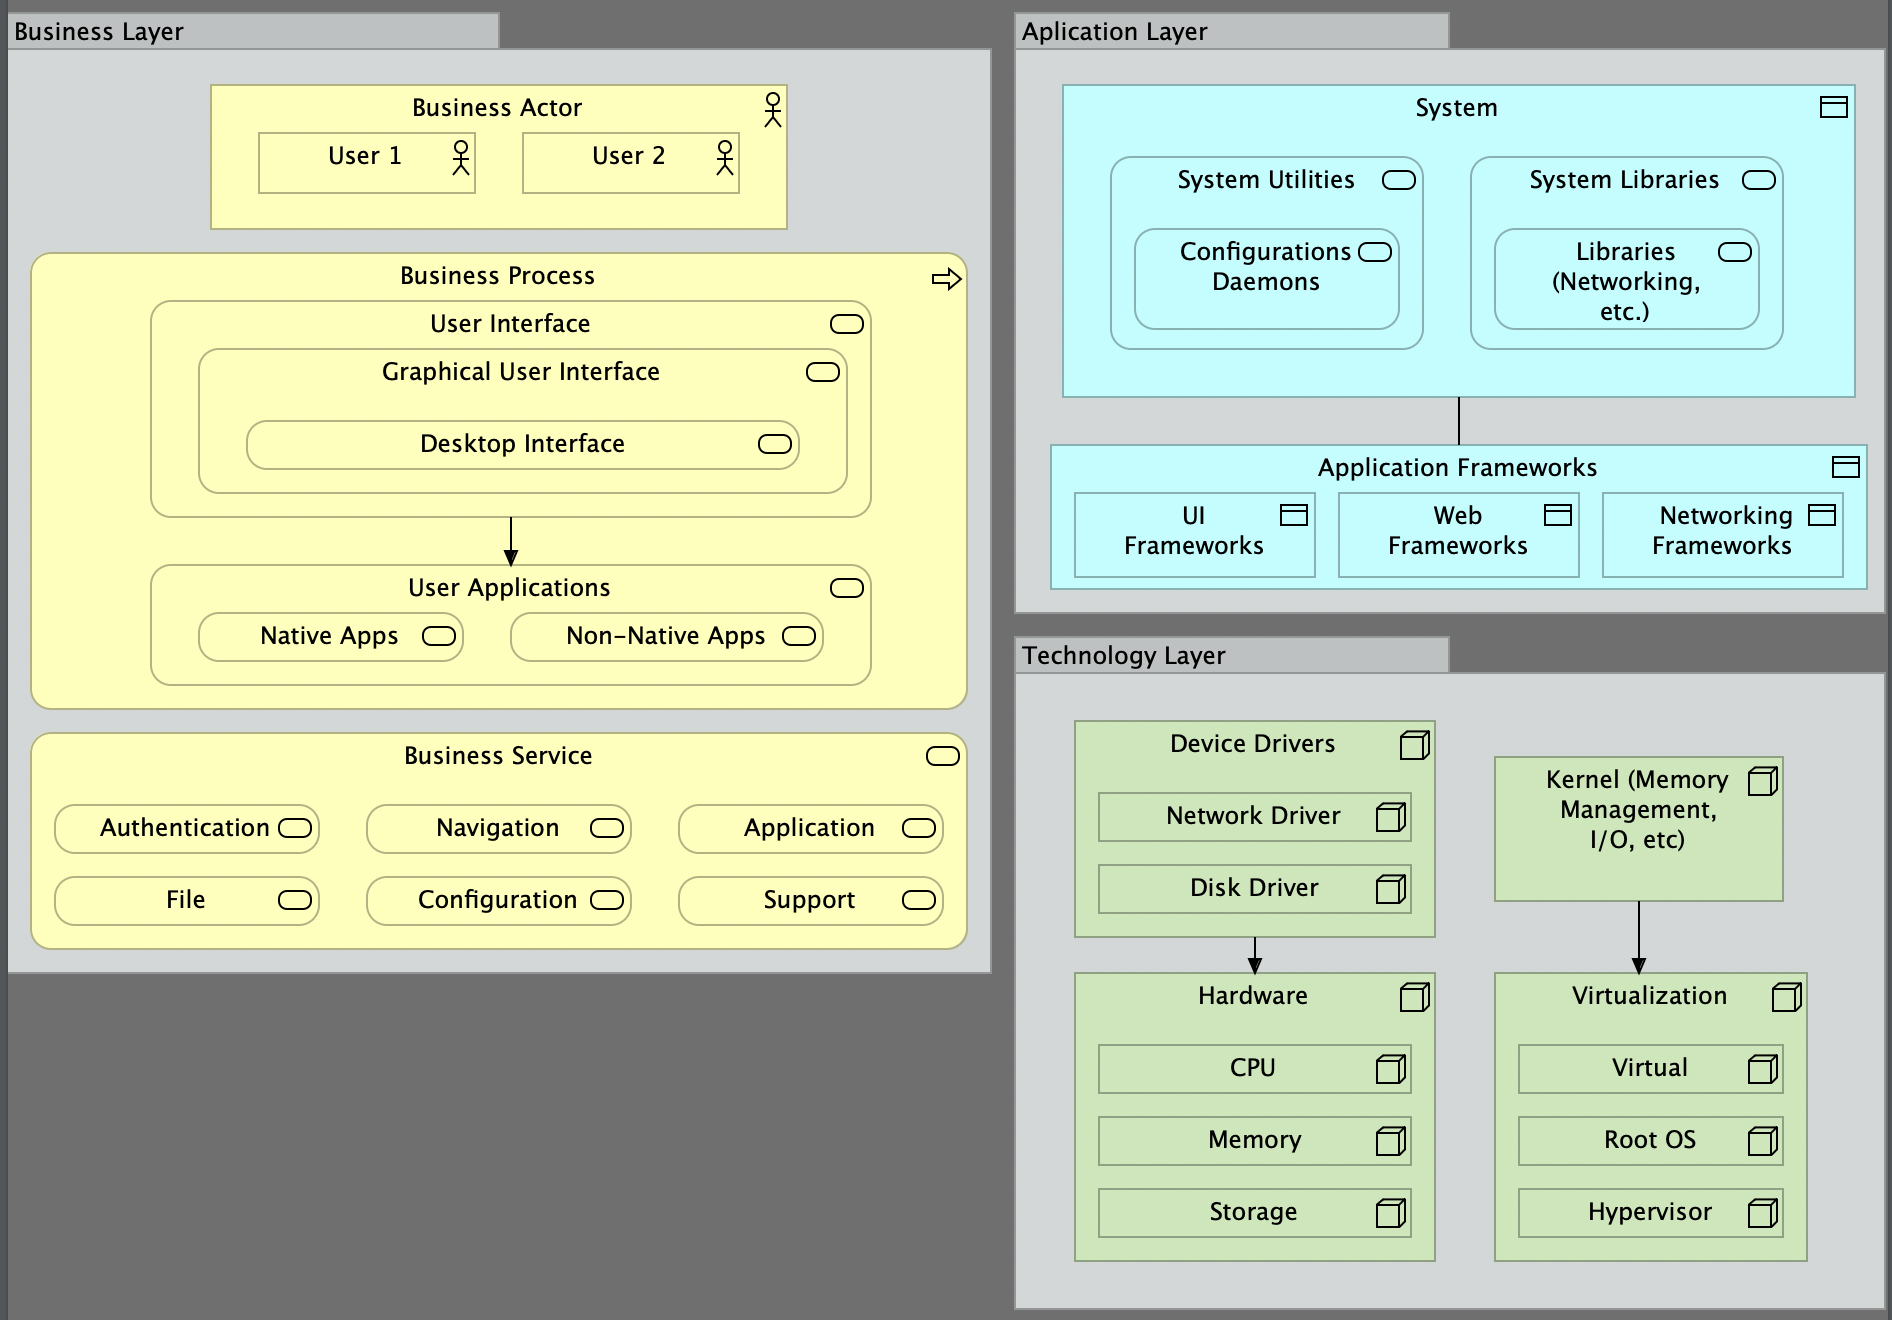 Business Layer
Business Actor
User 1
User 2
Business Process
User Interface
Graphical User Interface
Desktop Interface
User Applications
Native Apps
Non-Native Apps
Business Service
Authentication
Navigation
Application
File
Configuration
Support
Aplication Layer
System
System Utilities
Configurations
Daemons
System Libraries
Libraries
(Networking,
etc.)
Application Frameworks
UI
Frameworks
Web
Frameworks
Networking
Frameworks
Technology Layer
Device Drivers
Network Driver
Disk Driver
Kernel (Memory
Management,
I/O, etc)
Hardware
CPU
Memory
Storage
Virtualization
Virtual
Root OS
Hypervisor